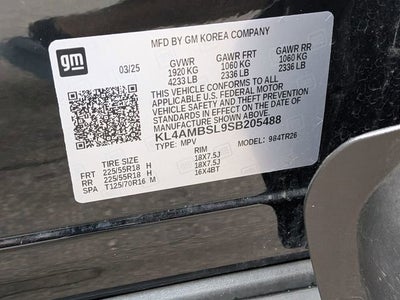 gm
MFD BY GM KOREA COMPANY
03/25 GVWR GAWR FRT GAWR RR
1920 KG 1060 KG 1060 KG
4233 LB 2336 LB 2336 LB
THIS VEHICLE CONFORMS TO ALL
APPLICABLE U.S. FEDERAL MOTOR
VEHICLE SAFETY AND THEFT PREVENTION
STANDARDS IN EFFECT ON THE DATE OF
MANUFACTURE SHOWN ABOVE.
KL4AMBSL9SB205488
TYPE: MPV MODEL: 984TR26
TIRE SIZE RIM
FRT 225/55R18 H 18X7.5J
RR 225/55R18 H 18X7.5J
SPA T125/70R16 M 16X4BT